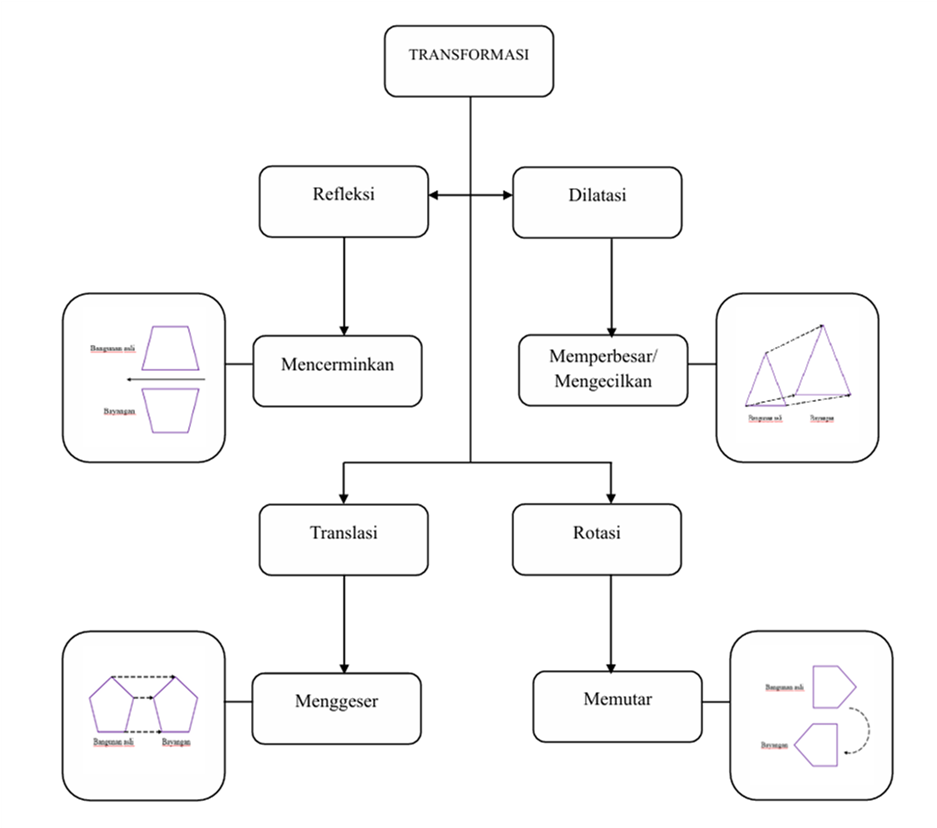 TRANSFORMASI
Refleksi
Dilatasi
Bangunan asli
Bayangan
Mencerminkan
Memperbesar/
Mengecilkan
Bangunan asli
Bayangan
Translasi
Rotasi
Bangunan asli
Bayangan
Menggeser
Memutar
Bangunan asli
Bayangan